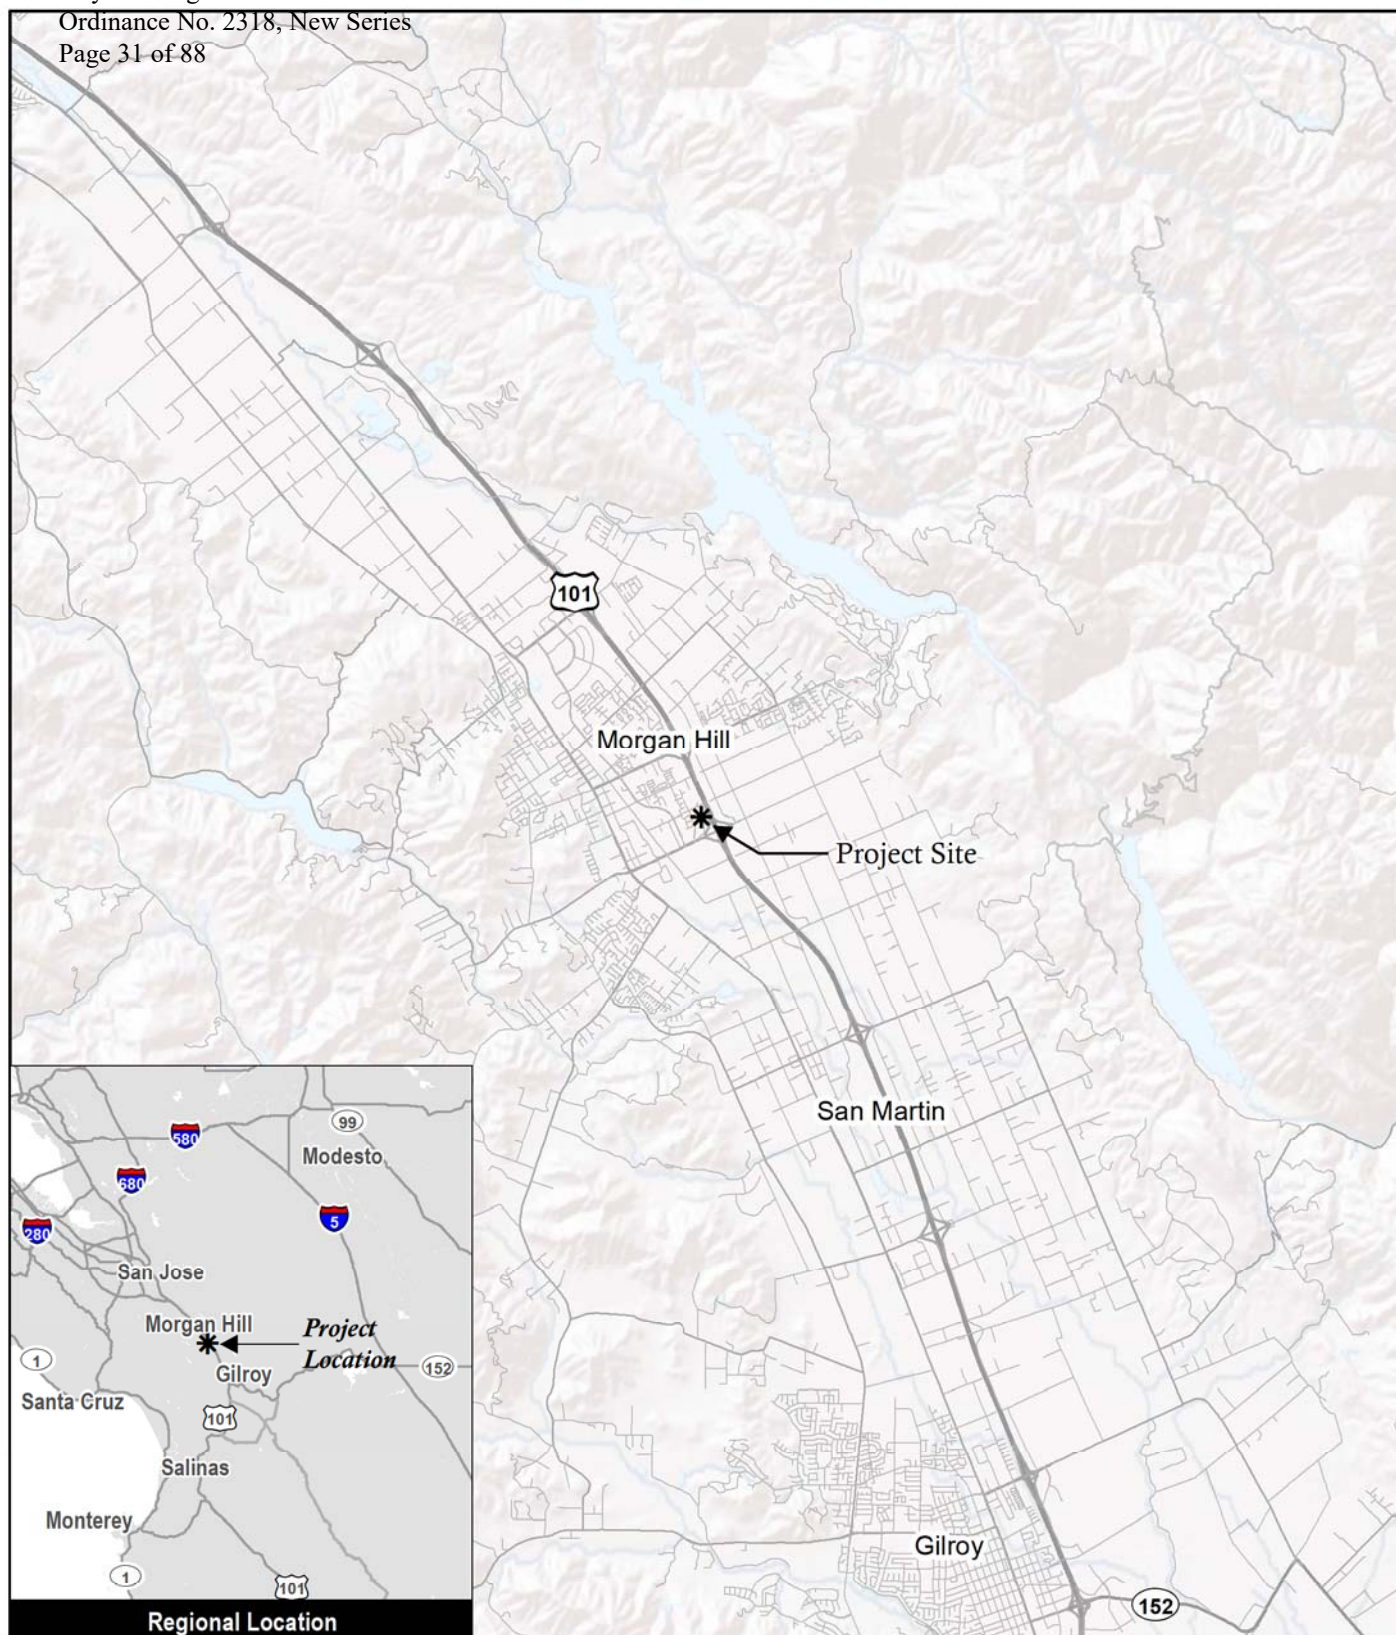 Ordinance No. 2318, New Series
Page 31 of 88
101
Morgan Hill
Project Site
San Martin
Gilroy
152
580
99
Modesto
680
5
280
San Jose
Morgan Hill
Project
Location
1
Gilroy
152
Santa Cruz
101
Salinas
Monterey
1
101
Regional Location